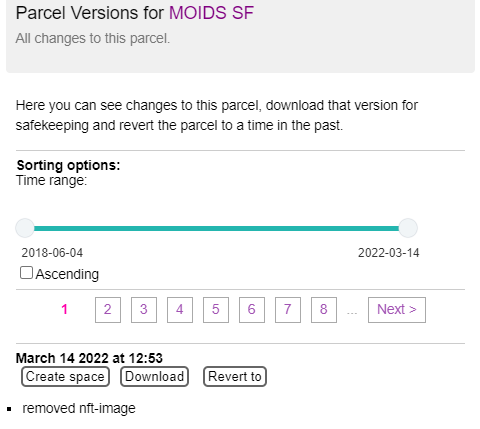 Parcel Versions for MOIDS SF
All changes to this parcel.
Here you can see changes to this parcel, download that version for
safekeeping and revert the parcel to a time in the past.
Sorting options:
Time range:
2018-06-04 2022-03-14
Ascending
1 2 3 4 5 6 7 8 ... Next >
March 14 2022 at 12:53
Create space Download Revert to
removed nft-image